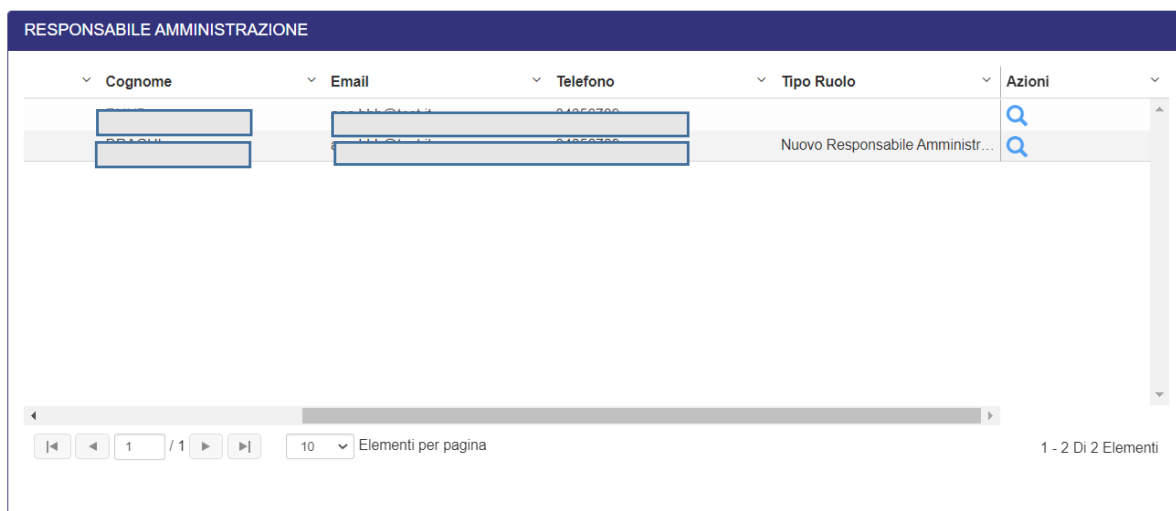 RESPONSABILE AMMINISTRAZIONE
Cognome Email Telefono Tipo Ruolo Azioni
Nuovo Responsabile Amministr...
1 / 1 10 Elementi per pagina 1 - 2 Di 2 Elementi